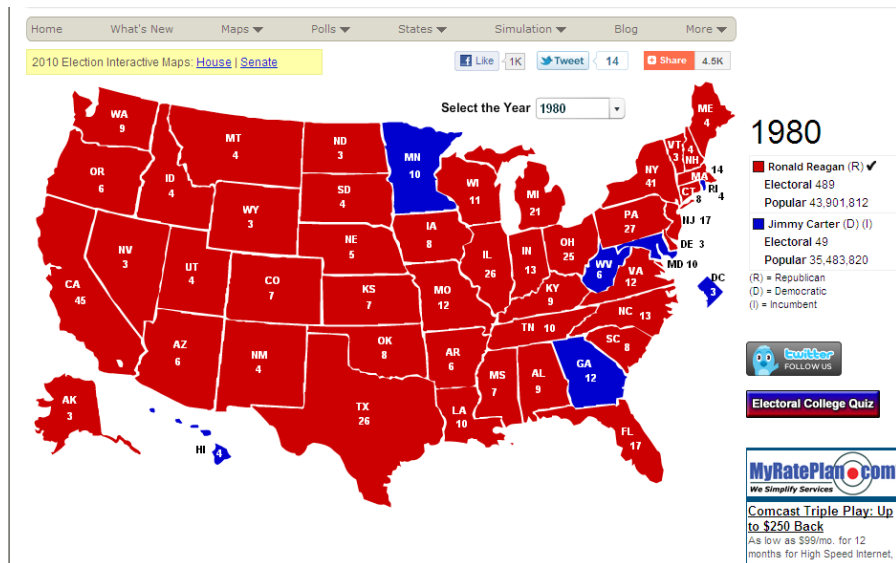 Home What's New Maps Polls States Simulation Blog More
2010 Election Interactive Maps: House | Senate
Like 1K Tweet 14 Share 4.5K
Select the Year 1980
1980
Ronald Reagan (R) ✔
Electoral 489
Popular 43,901,812
Jimmy Carter (D) (I)
Electoral 49
Popular 35,483,820
(R) = Republican
(D) = Democratic
(I) = Incumbent
WA
9
OR
6
CA 45
NV
3
ID
4
MT
4
WY
3
UT
4
AZ
6
CO
7
NM
4
ND
3
SD
4
NE
5
KS
7
OK
8
TX
26
MN
10
IA
8
MO
12
AR
6
LA
10
WI
11
IL
26
MI
21
IN
13
OH
25
KY
9
TN 10
MS
7
AL
9
GA
12
FL
17
SC 8
NC 13
VA
12
WV
6
PA
27
NY
41
VT
3
4
NH
ME
4
MA
14
RI
4
CT
8
NJ 17
DE 3
MD 10
DC
3
AK
3
HI 4
twitter
FOLLOW US
Electoral College Quiz
MyRatePlan.com
We Simplify Services
Comcast Triple Play: Up
to $250 Back
As low as $99/mo. for 12
months for High Speed Internet,